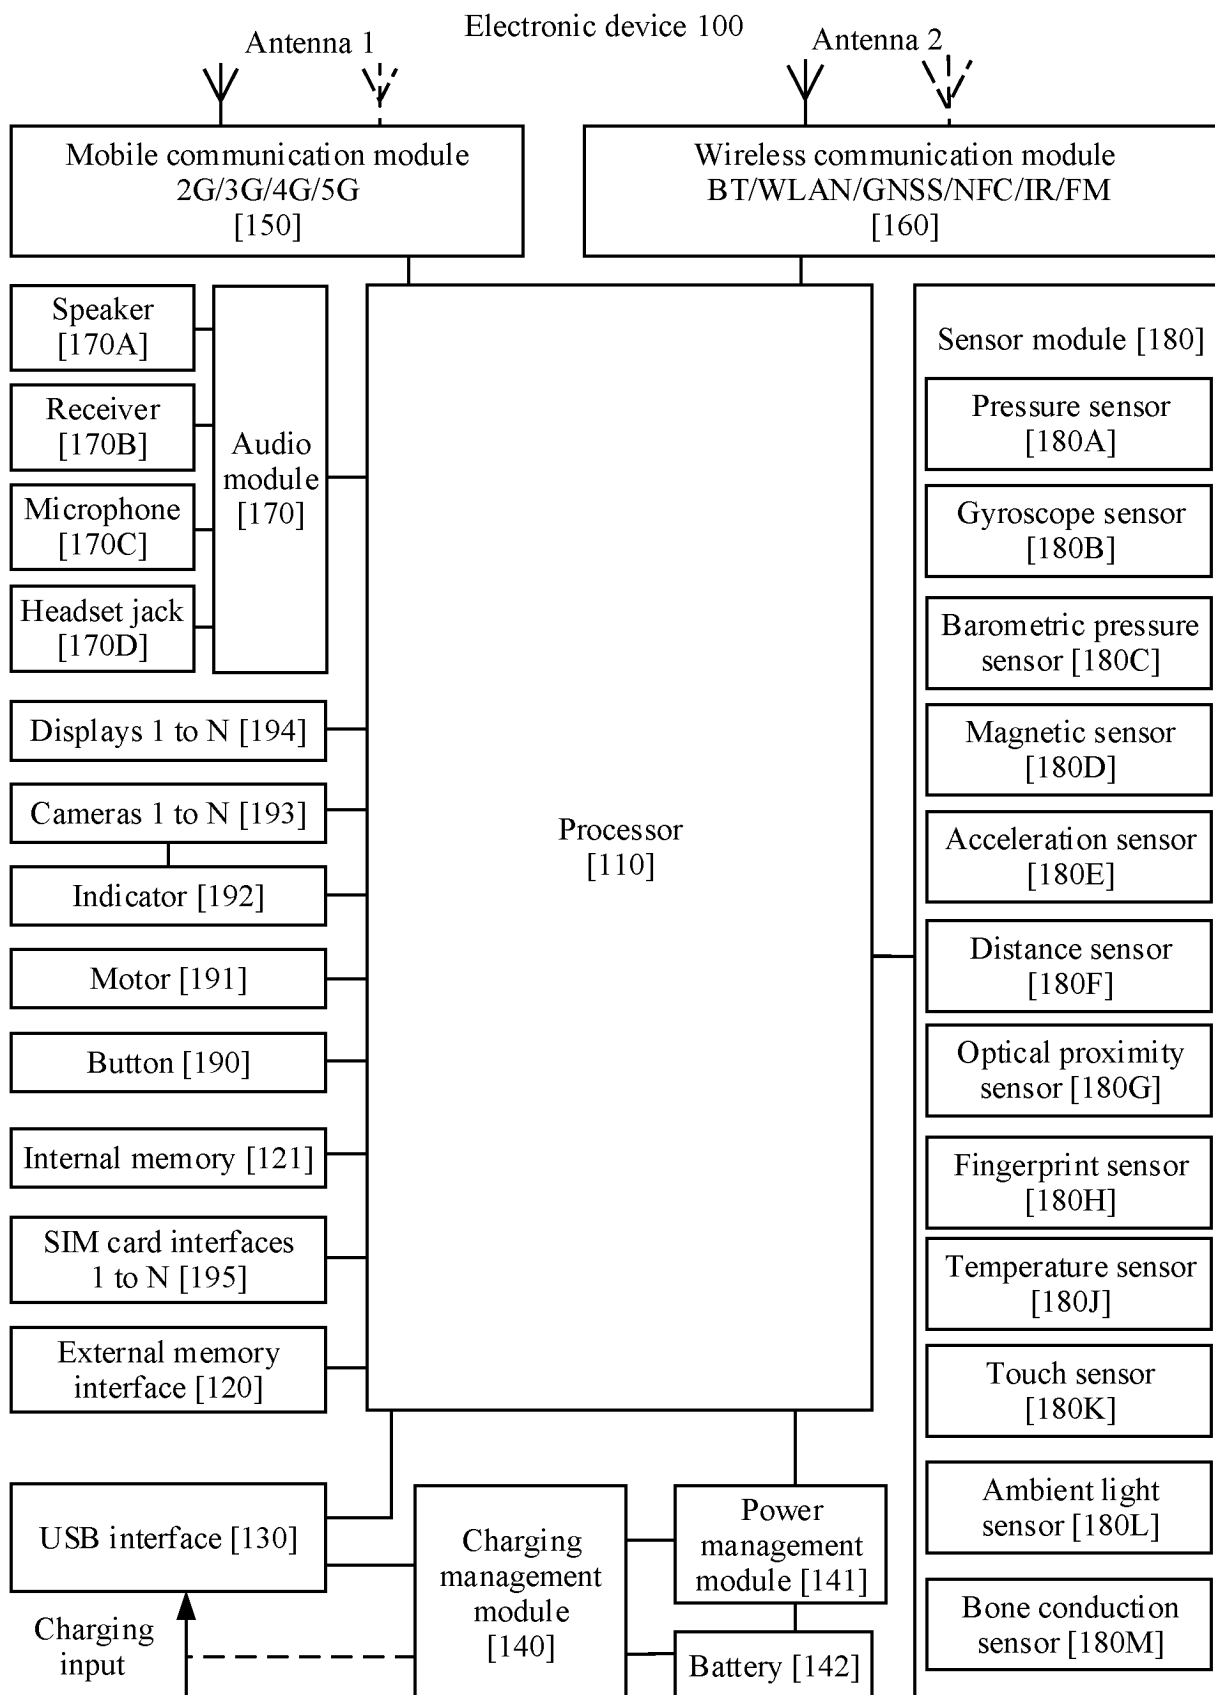 Electronic device 100
Antenna 1
Antenna 2
Mobile communication module
2G/3G/4G/5G
[150]
Wireless communication module
BT/WLAN/GNSS/NFC/IR/FM
[160]
Speaker
[170A]
Receiver
[170B]
Microphone
[170C]
Headset jack
[170D]
Audio
module
[170]
Displays 1 to N [194]
Cameras 1 to N [193]
Indicator [192]
Motor [191]
Button [190]
Internal memory [121]
SIM card interfaces
1 to N [195]
External memory
interface [120]
Processor
[110]
Sensor module [180]
Pressure sensor
[180A]
Gyroscope sensor
[180B]
Barometric pressure
sensor [180C]
Magnetic sensor
[180D]
Acceleration sensor
[180E]
Distance sensor
[180F]
Optical proximity
sensor [180G]
Fingerprint sensor
[180H]
Temperature sensor
[180J]
Touch sensor
[180K]
Ambient light
sensor [180L]
Bone conduction
sensor [180M]
USB interface [130]
Charging
input
Charging
management
module
[140]
Power
management
module [141]
Battery [142]